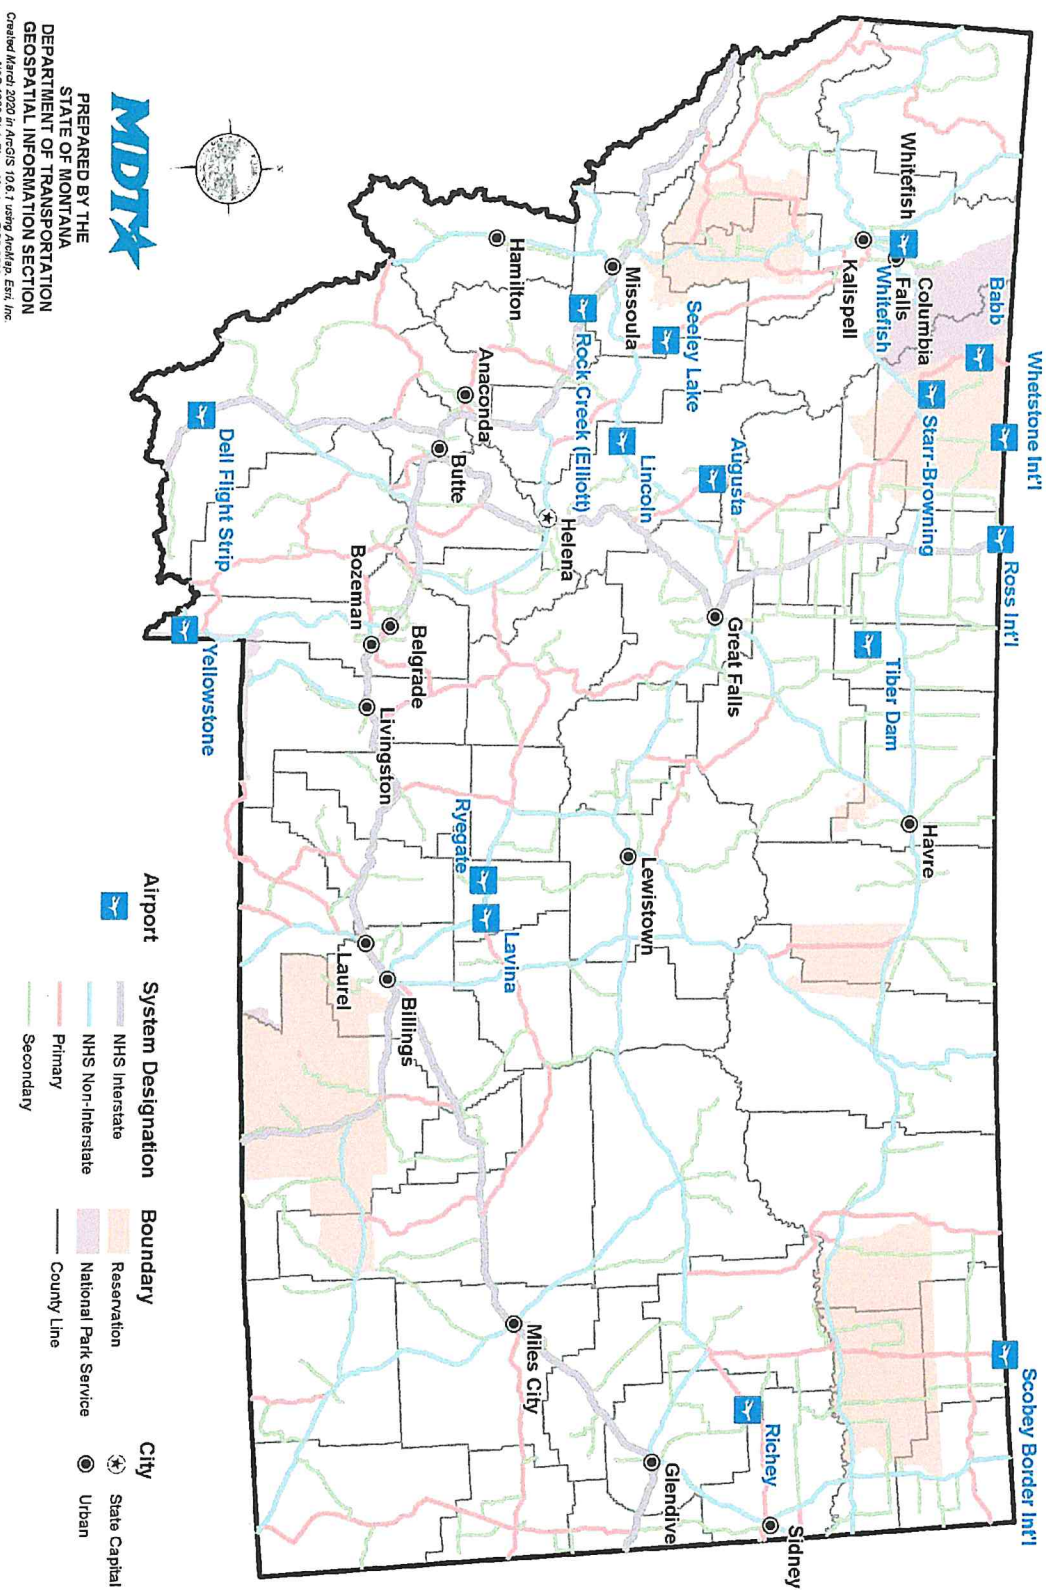 Whitefish
Columbia
Falls
Whitefish
Kalispell
Babb
Whetstone Int'l
Starr-Browning
Ross Int'l
Tiber Dam
Havre
Scobey Border Int'l
Seeley Lake
Missoula
Rock Creek (Elliott)
Lincoln
Augusta
Great Falls
Lewistown
Richey
Sidney
Glendive
Hamilton
Anaconda
Butte
Helena
Belgrade
Bozeman
Livingston
Ryegate
Lavina
Laurel
Billings
Miles City
Dell Flight Strip
Yellowstone
MDT
PREPARED BY THE
STATE OF MONTANA
DEPARTMENT OF TRANSPORTATION
GEOSPATIAL INFORMATION SECTION
Created March 2020 in ArcGIS 10.6.1 using ArcMap, Esri, Inc.
N
Airport
System Designation
NHS Interstate
NHS Non-Interstate
Primary
Secondary
Boundary
Reservation
National Park Service
County Line
City
State Capital
Urban